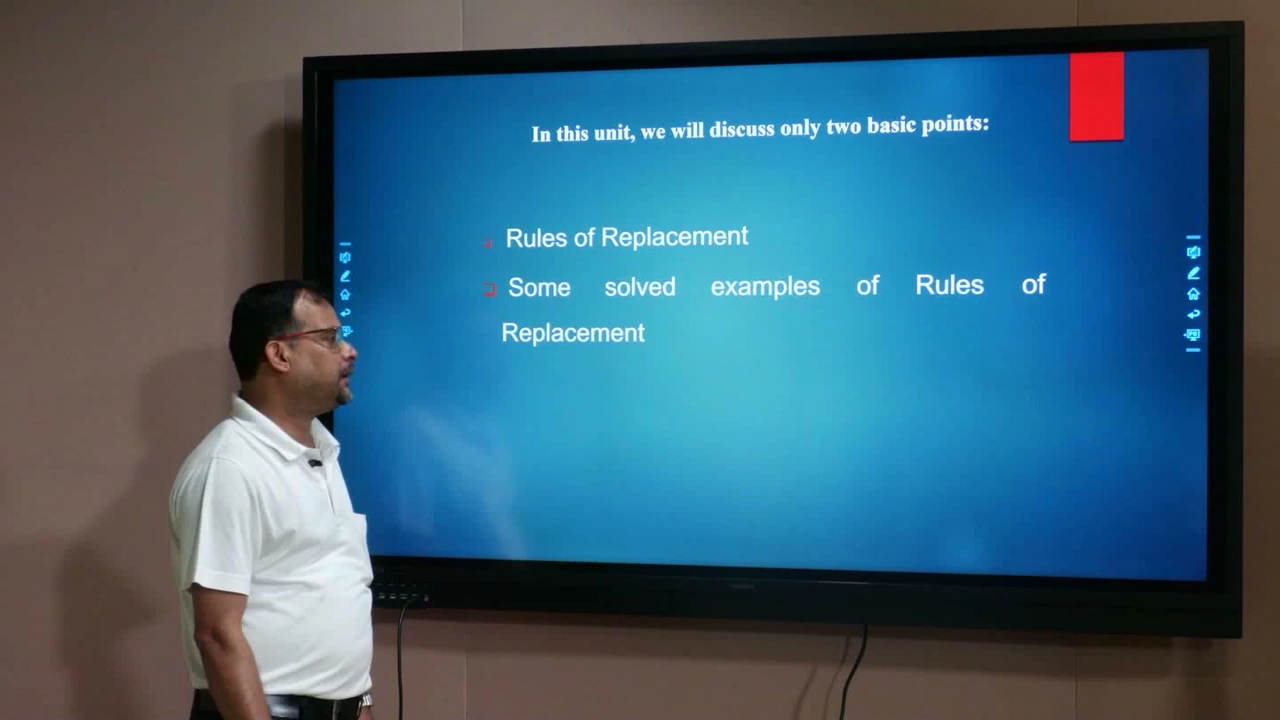 In this unit, we will discuss only two basic points:
Rules of Replacement
Some solved examples of Rules of
Replacement